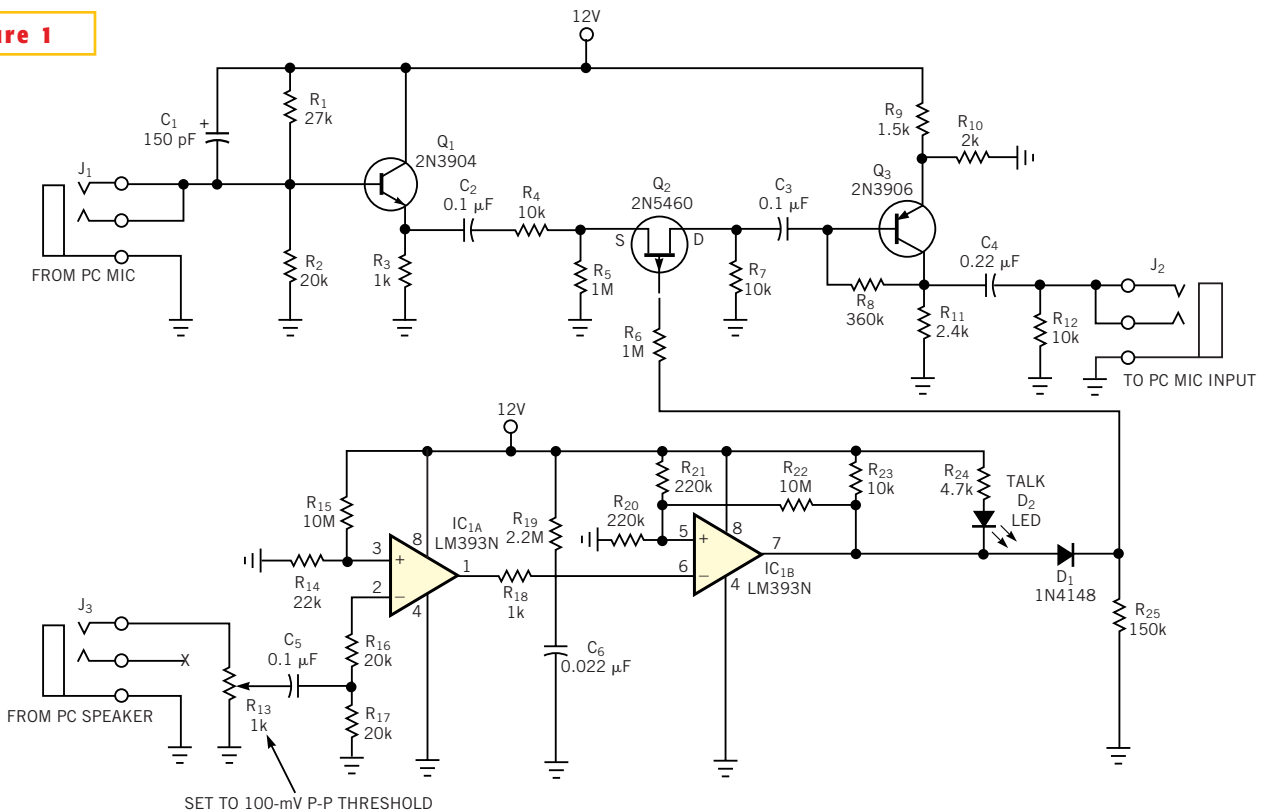 ure 1
12V
C1
150 pF
+
R1
27k
Q1
2N3904
J1
FROM PC MIC
R2
20k
R3
1k
C2
0.1 µF
R4
10k
R5
1M
Q2
2N5460
S
D
R6
1M
R7
10k
C3
0.1 µF
Q3
2N3906
R8
360k
R9
1.5k
R10
2k
R11
2.4k
C4
0.22 µF
R12
10k
J2
TO PC MIC INPUT
12V
R15
10M
R14
22k
3
+
2
–
8
4
1
IC1A
LM393N
R18
1k
R19
2.2M
C6
0.022 µF
R20
220k
R21
220k
R22
10M
R23
10k
5
+
6
–
8
4
7
IC1B
LM393N
R24
4.7k
TALK
D2
LED
D1
1N4148
R25
150k
J3
X
FROM PC SPEAKER
R13
1k
C5
0.1 µF
R16
20k
R17
20k
SET TO 100-mV P-P THRESHOLD